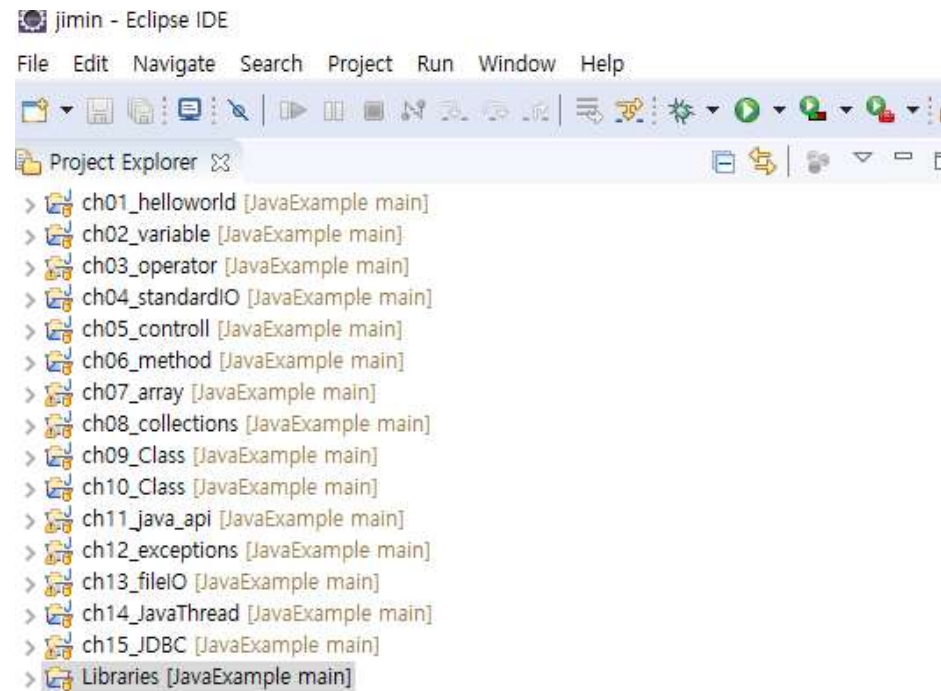 jimin - Eclipse IDE
File Edit Navigate Search Project Run Window Help
Project Explorer
ch01_helloworld [JavaExample main]
ch02_variable [JavaExample main]
ch03_operator [JavaExample main]
ch04_standardIO [JavaExample main]
ch05_controll [JavaExample main]
ch06_method [JavaExample main]
ch07_array [JavaExample main]
ch08_collections [JavaExample main]
ch09_Class [JavaExample main]
ch10_Class [JavaExample main]
ch11_java_api [JavaExample main]
ch12_exceptions [JavaExample main]
ch13_fileIO [JavaExample main]
ch14_JavaThread [JavaExample main]
ch15_JDBC [JavaExample main]
Libraries [JavaExample main]